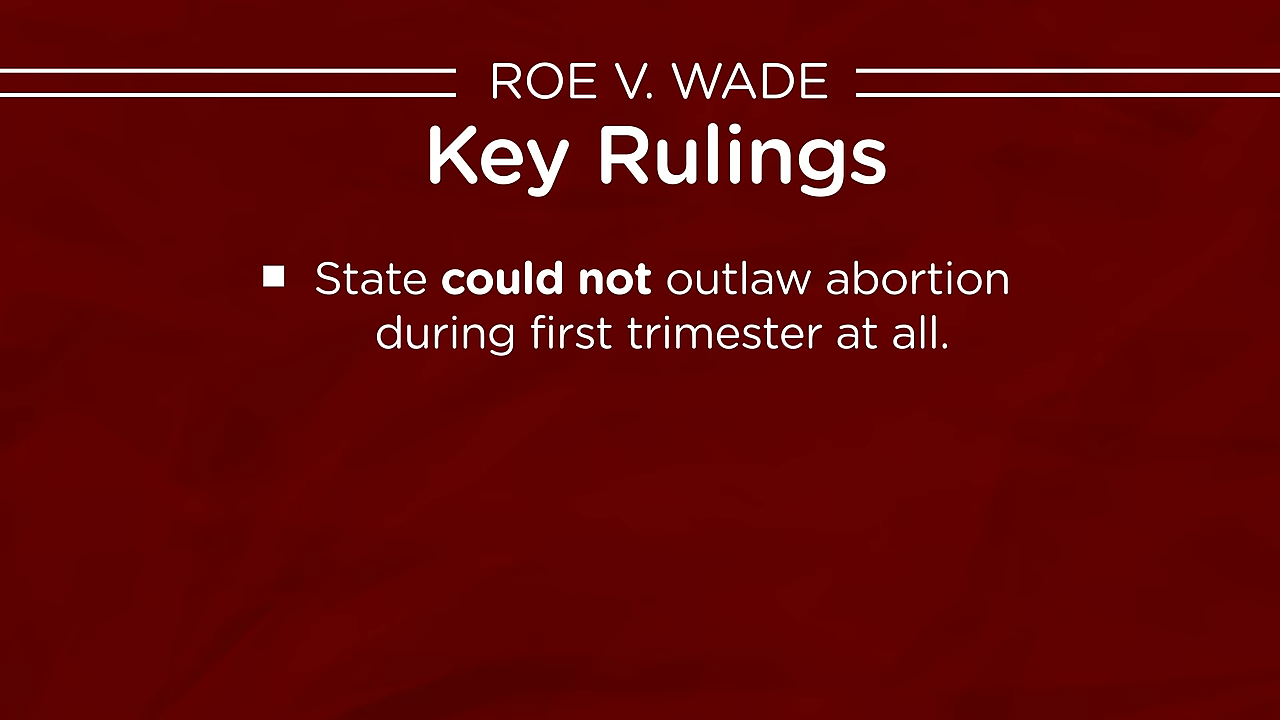 ROE V. WADE
Key Rulings
■ State could not outlaw abortion
during first trimester at all.